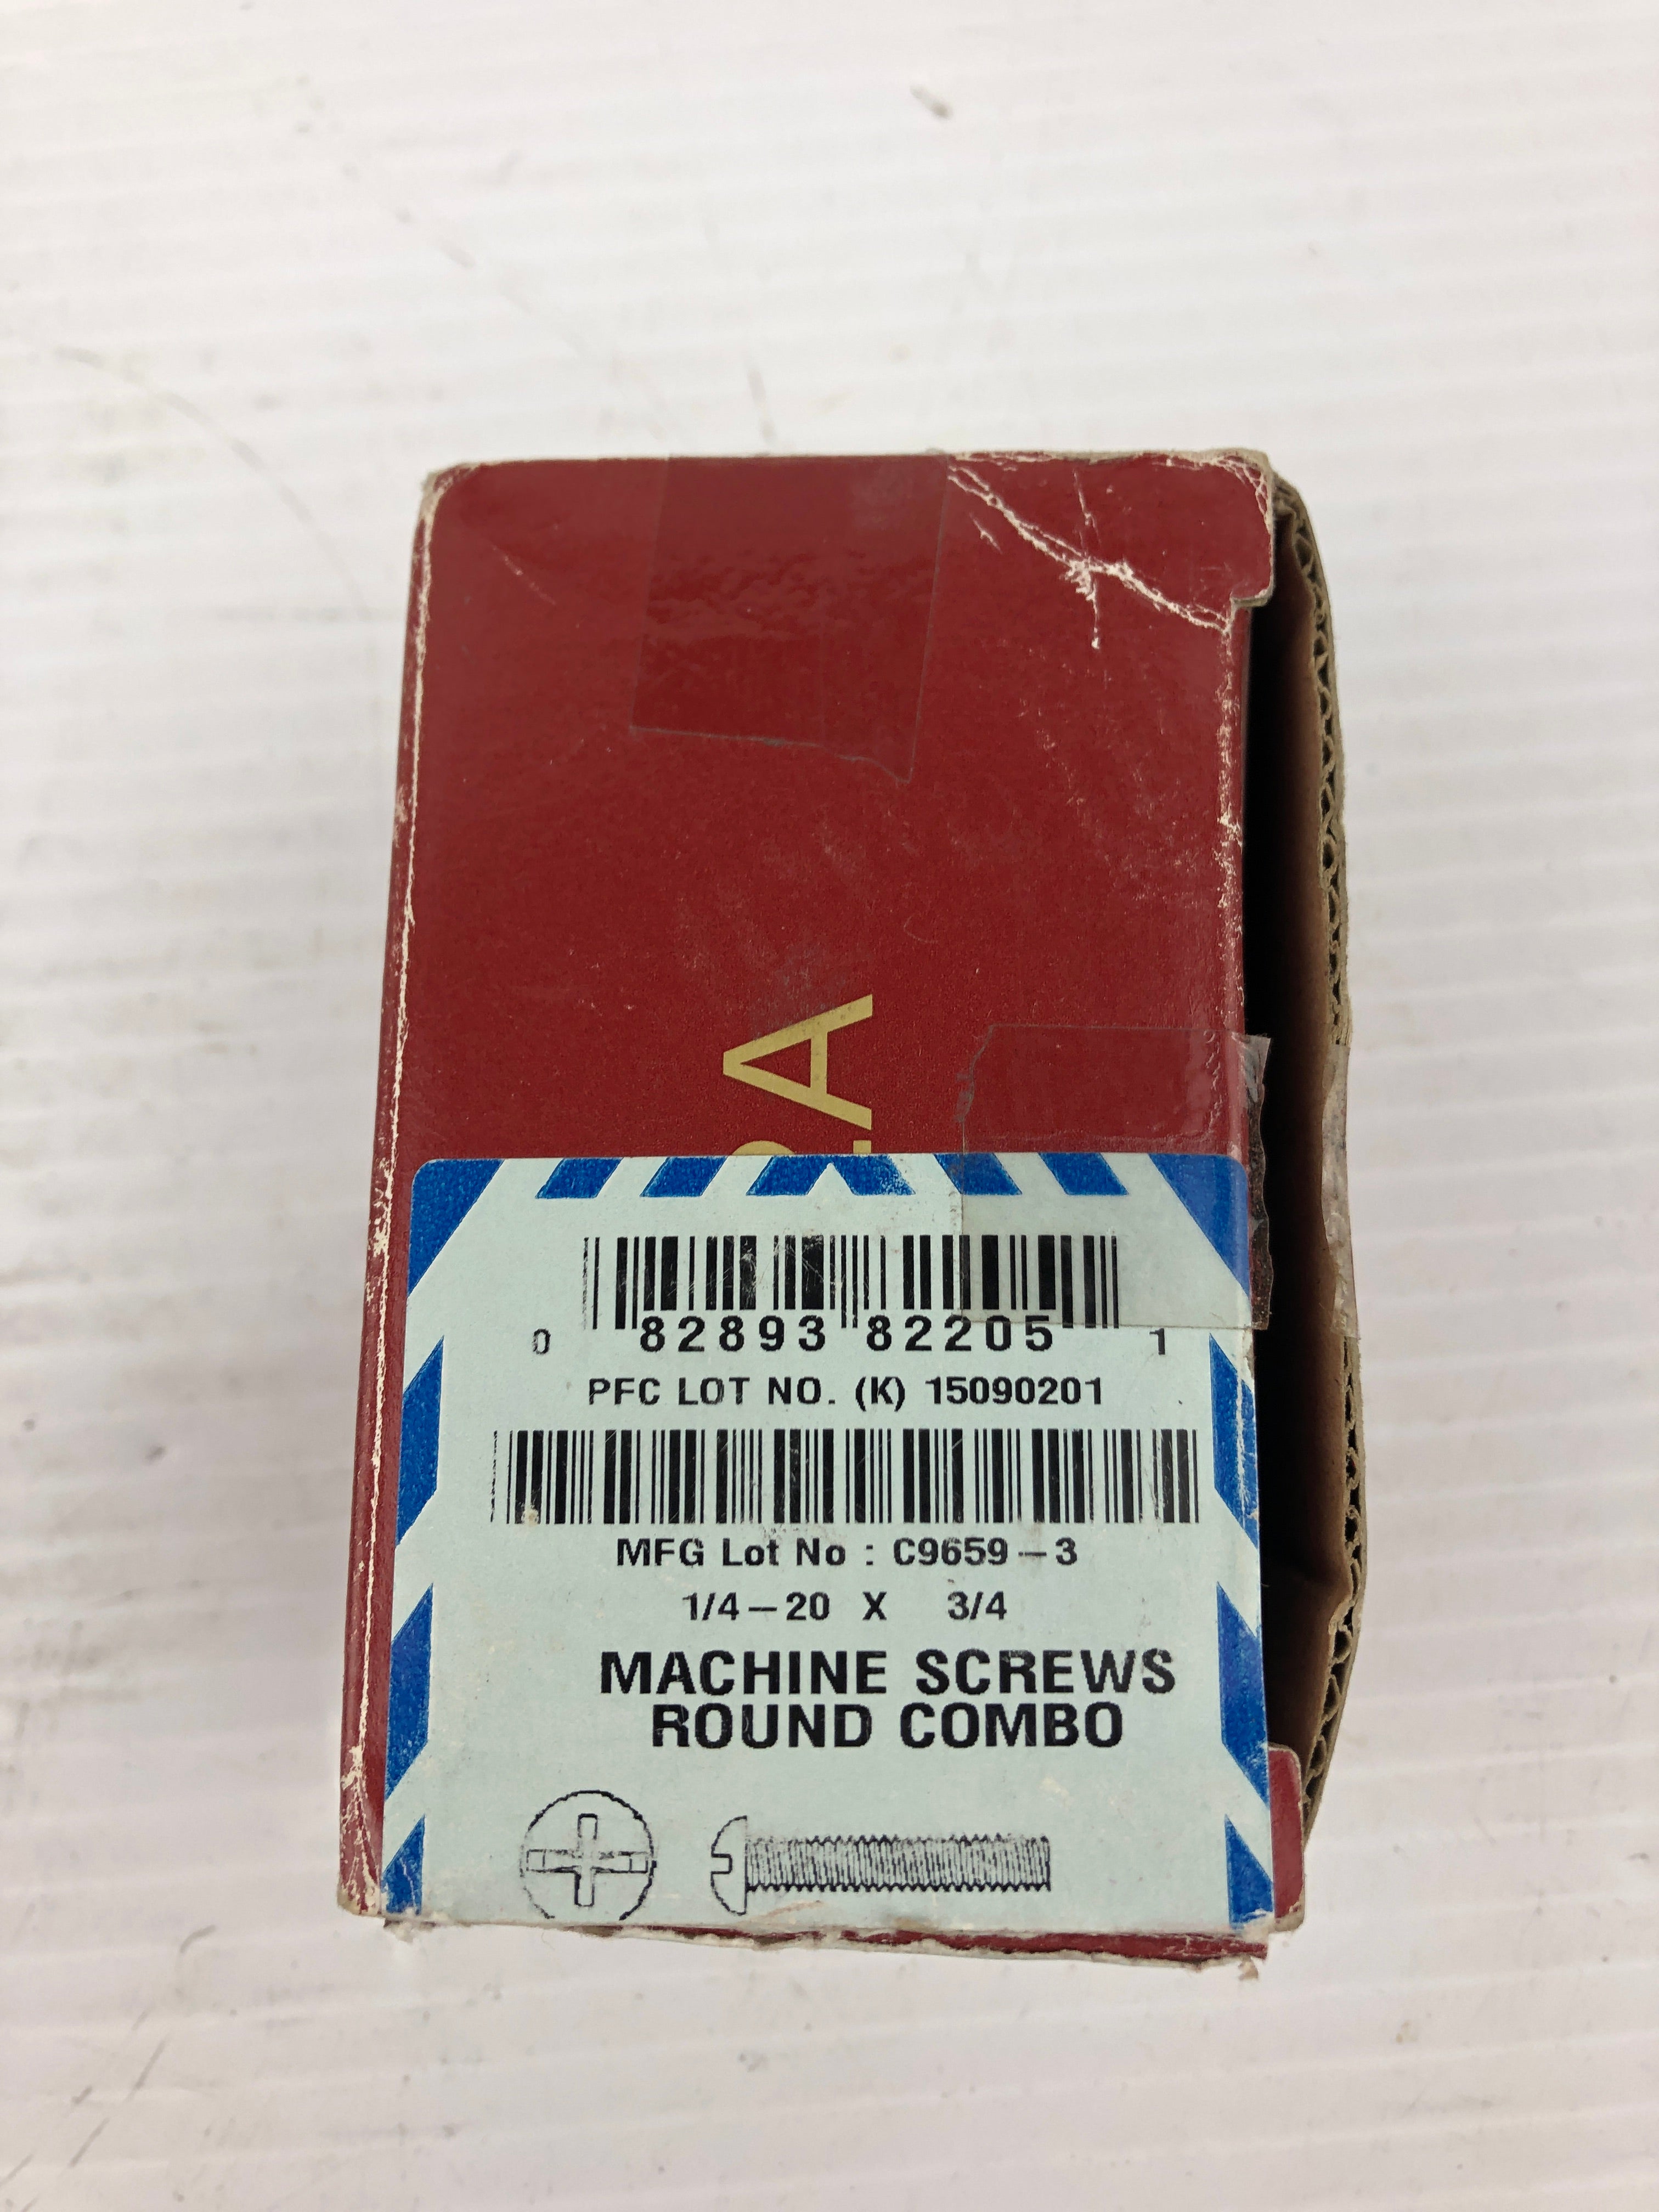 RA
0 82893 82205 1
PFC LOT NO. (K) 15090201
MFG Lot No : C9659-3
1/4-20 X 3/4
MACHINE SCREWS
ROUND COMBO